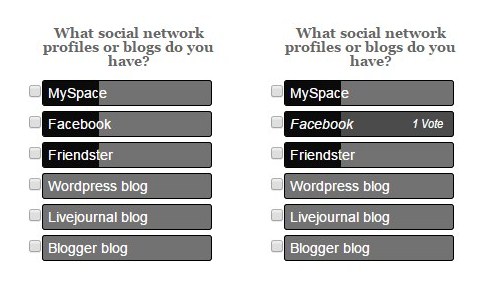 What social network
profiles or blogs do you
have?
MySpace
Facebook
Friendster
Wordpress blog
Livejournal blog
Blogger blog
What social network
profiles or blogs do you
have?
MySpace
Facebook 1 Vote
Friendster
Wordpress blog
Livejournal blog
Blogger blog